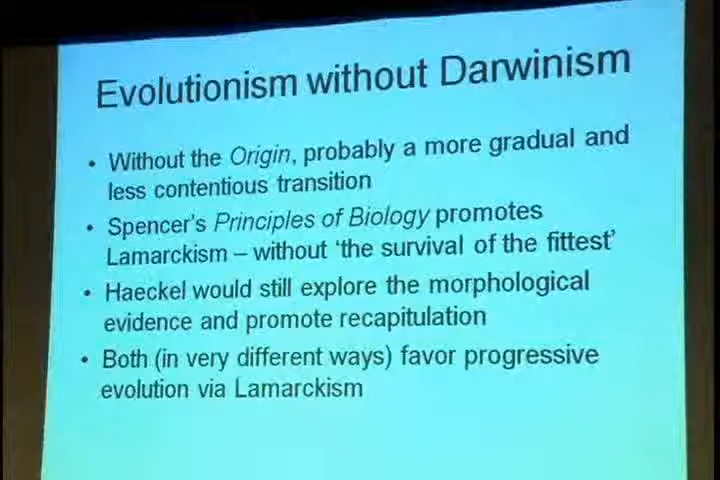 Evolutionism without Darwinism
• Without the Origin, probably a more gradual and
less contentious transition
• Spencer's Principles of Biology promotes
Lamarckism – without 'the survival of the fittest'
• Haeckel would still explore the morphological
evidence and promote recapitulation
• Both (in very different ways) favor progressive
evolution via Lamarckism